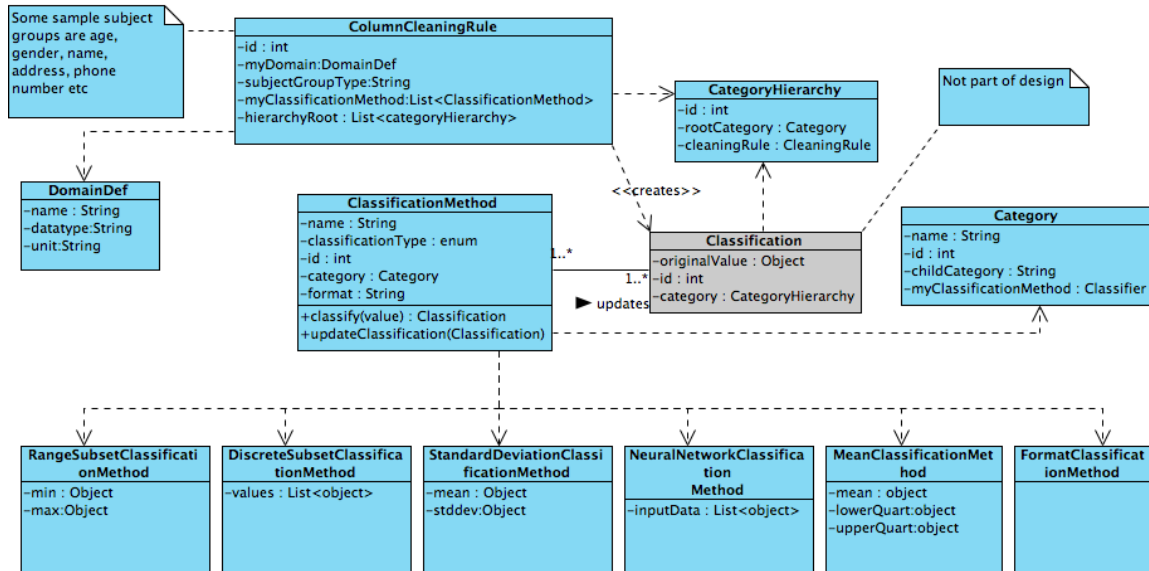 Some sample subject
groups are age,
gender, name,
address, phone
number etc
ColumnCleaningRule
-id : int
-myDomain:DomainDef
-subjectGroupType:String
-myClassificationMethod:List<ClassificationMethod>
-hierarchyRoot : List<categoryHierarchy>
CategoryHierarchy
-id : int
-rootCategory : Category
-cleaningRule : CleaningRule
Not part of design
DomainDef
-name : String
-datatype:String
-unit:String
<<creates>>
ClassificationMethod
-name : String
-classificationType : enum
-id : int
-category : Category
-format : String
+classify(value) : Classification
+updateClassification(Classification)
1..*
1..*
updates
Classification
-originalValue : Object
-id : int
-category : CategoryHierarchy
Category
-name : String
-id : int
-childCategory : String
-myClassificationMethod : Classifier
RangeSubsetClassificati
onMethod
-min : Object
-max:Object
DiscreteSubsetClassifica
tionMethod
-values : List<object>
StandardDeviationClassi
ficationMethod
-mean : Object
-stddev:Object
NeuralNetworkClassifica
tion
Method
-inputData : List<object>
MeanClassificationMet
hod
-mean : object
-lowerQuart:object
-upperQuart:object
FormatClassificat
ionMethod